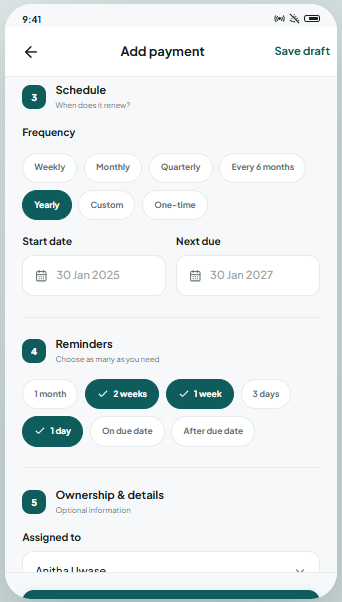 9:41
Add payment
Save draft
3
Schedule
When does it renew?
Frequency
Weekly
Monthly
Quarterly
Every 6 months
Yearly
Custom
One-time
Start date
Next due
30 Jan 2025
30 Jan 2027
4
Reminders
Choose as many as you need
1 month
2 weeks
1 week
3 days
1 day
On due date
After due date
5
Ownership & details
Optional information
Assigned to
Anitha Uwase